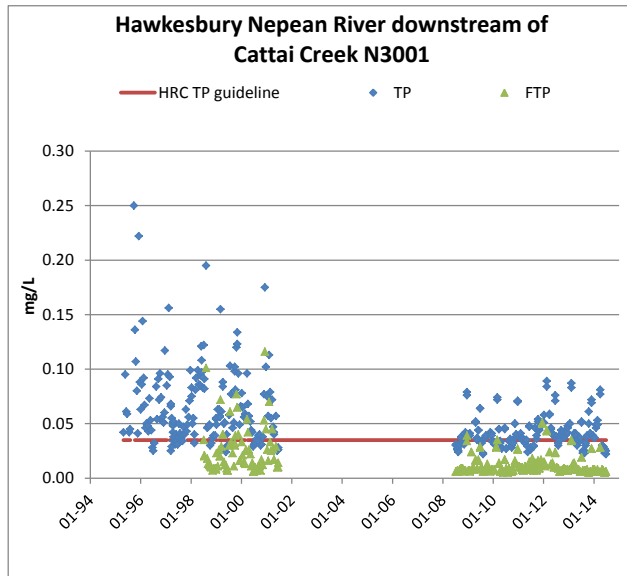 Hawkesbury Nepean River downstream of
Cattai Creek N3001
HRC TP guideline TP FTP
mg/L
0.30
0.25
0.20
0.15
0.10
0.05
0.00
01-94 01-96 01-98 01-00 01-02 01-04 01-06 01-08 01-10 01-12 01-14